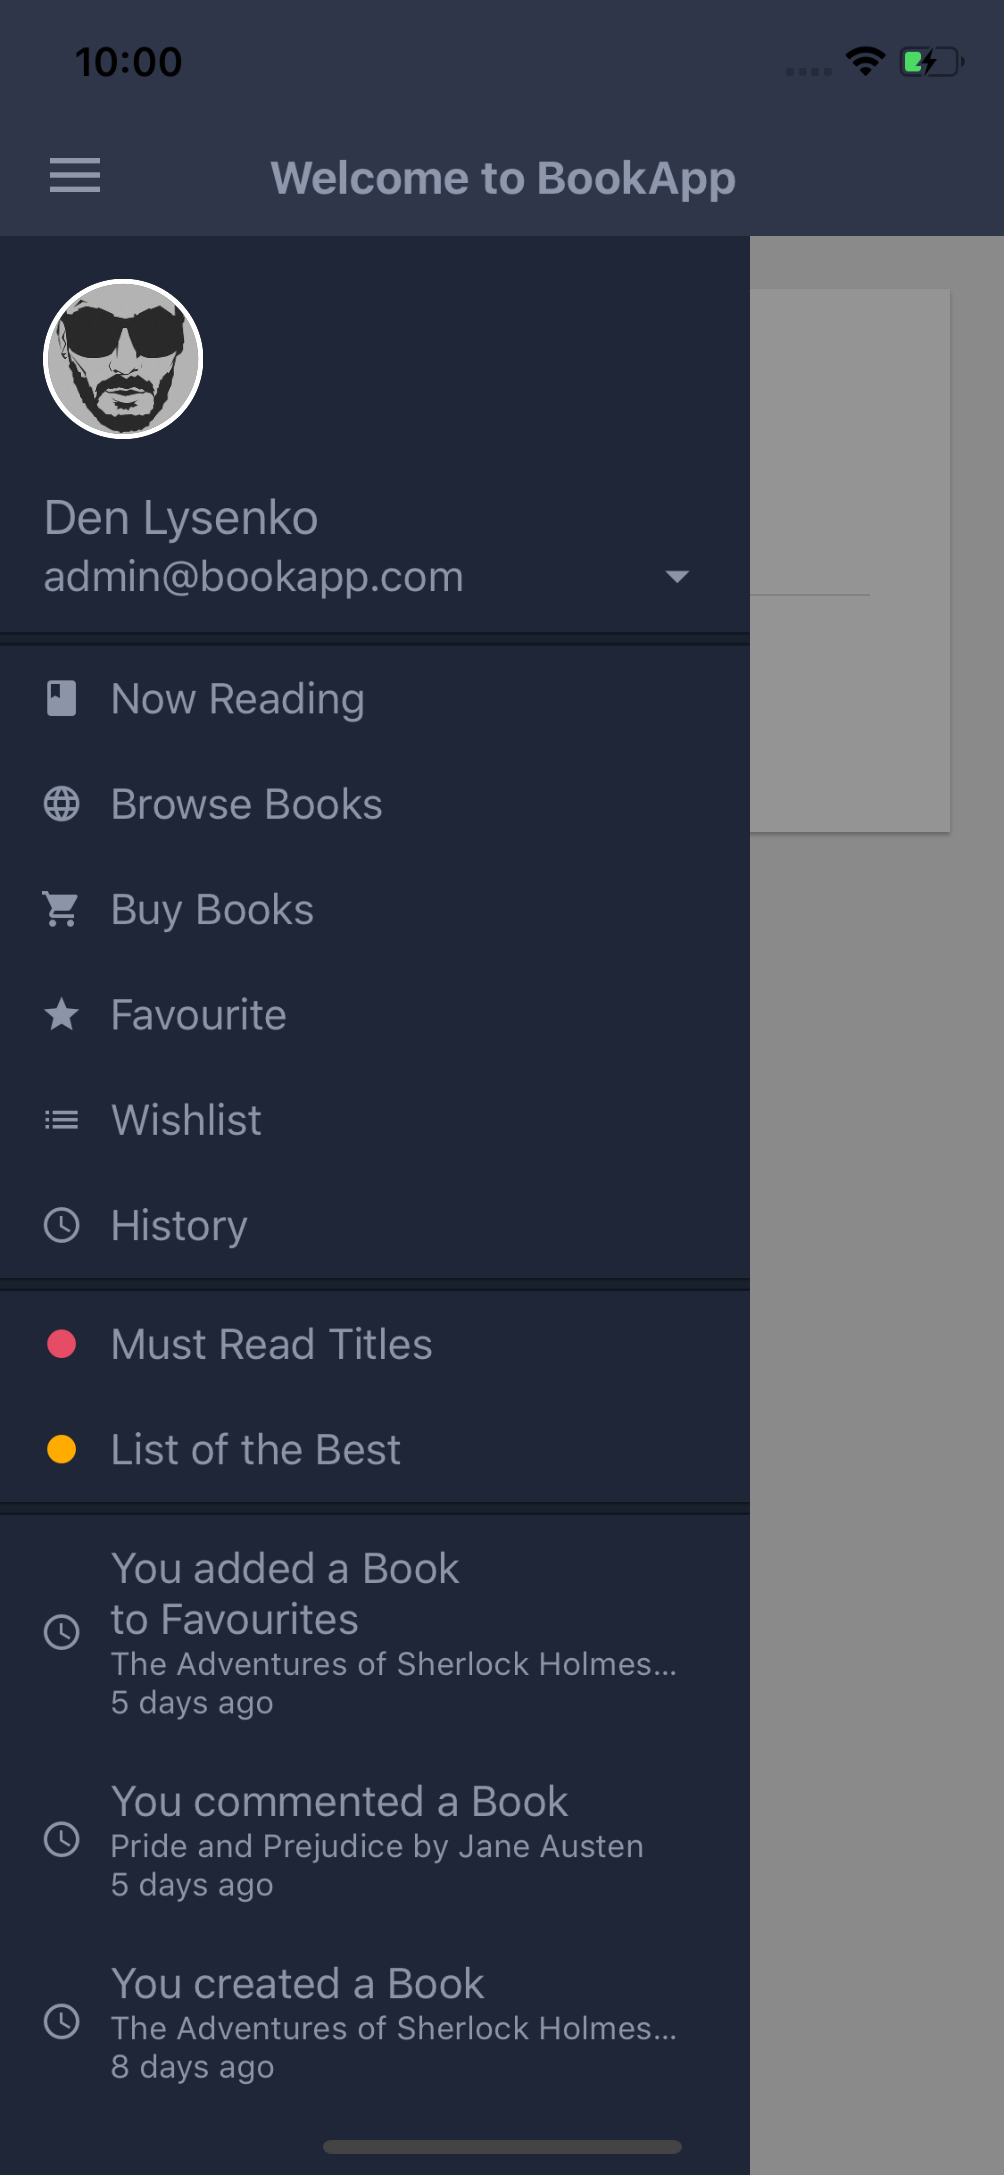 10:00
Welcome to BookApp
Den Lysenko
admin@bookapp.com
Now Reading
Browse Books
Buy Books
Favourite
Wishlist
History
Must Read Titles
List of the Best
You added a Book
to Favourites
The Adventures of Sherlock Holmes...
5 days ago
You commented a Book
Pride and Prejudice by Jane Austen
5 days ago
You created a Book
The Adventures of Sherlock Holmes...
8 days ago